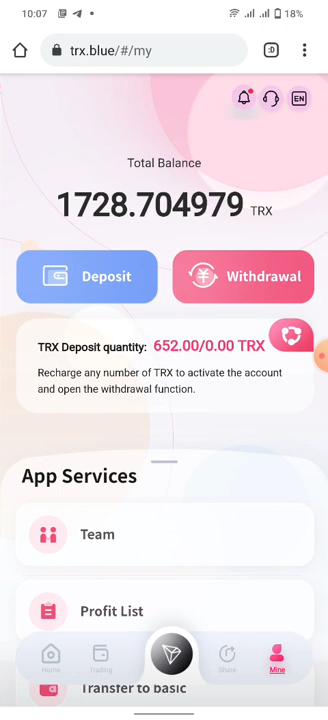 10:07
18%
trx.blue/#/my
:D
EN
Total Balance
1728.704979 TRX
Deposit
Withdrawal
TRX Deposit quantity: 652.00/0.00 TRX
Recharge any number of TRX to activate the account
and open the withdrawal function.
App Services
Team
Profit List
Transfer to basic
Home
Trading
Share
Mine